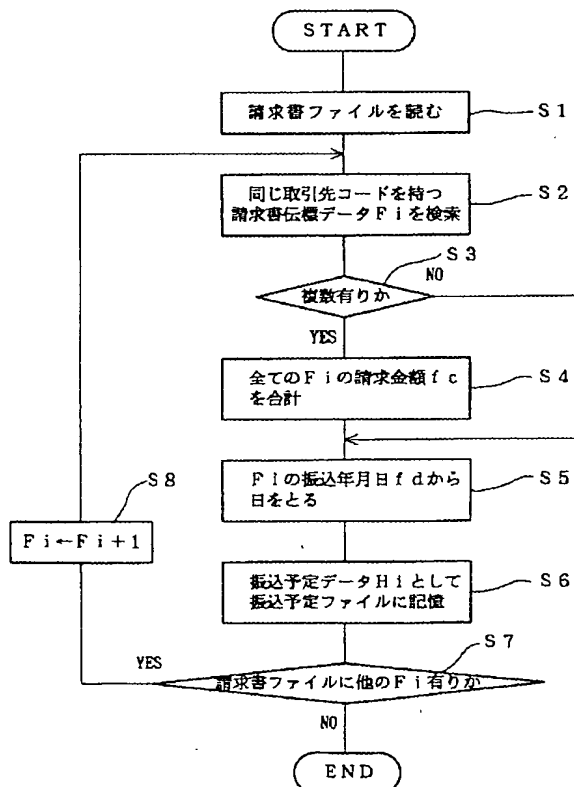 START
請求書ファイルを読む
S1
同じ取引先コードを持つ
請求書伝標データFiを検索
S2
複数有りか
S3
NO
YES
全てのFiの請求金額fc
を合計
S4
Fiの振込年月日fdから
日をとる
S5
振込予定データHiとして
振込予定ファイルに記憶
S6
請求書ファイルに他のFi有りか
S7
YES
NO
Fi←Fi+1
S8
END